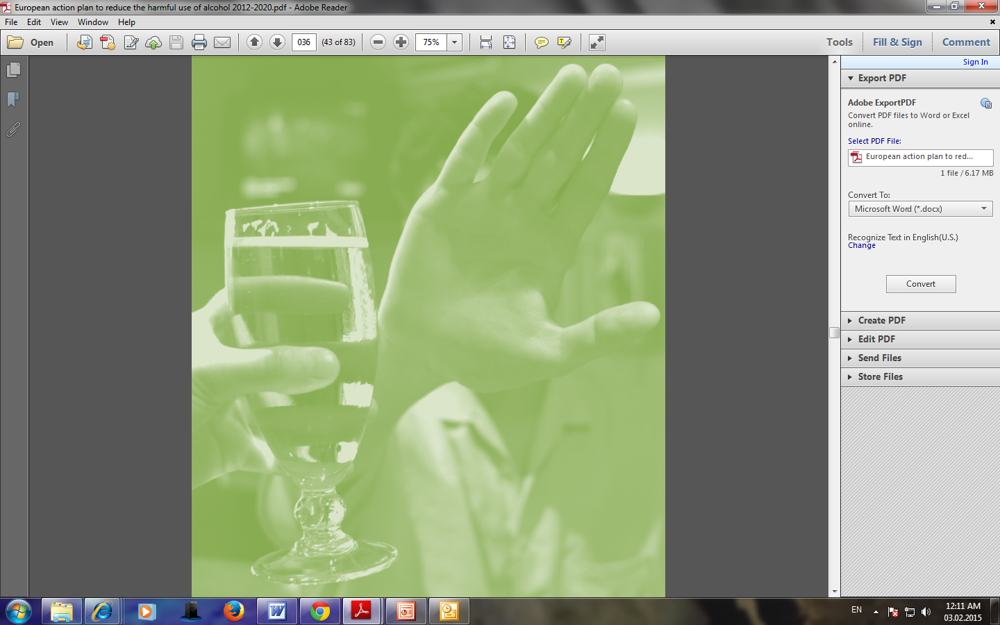 European action plan to reduce the harmful use of alcohol 2012-2020.pdf - Adobe Reader
File Edit View Window Help
Open 036 (43 of 83) 75% Tools Fill & Sign Comment
Sign In
Export PDF
Adobe ExportPDF
Convert PDF files to Word or Excel
online.
Select PDF File:
European action plan to red...
1 file / 6.17 MB
Convert To:
Microsoft Word (*.docx)
Recognize Text in English(U.S.)
Change
Convert
Create PDF
Edit PDF
Send Files
Store Files
EN
12:11 AM
03.02.2015